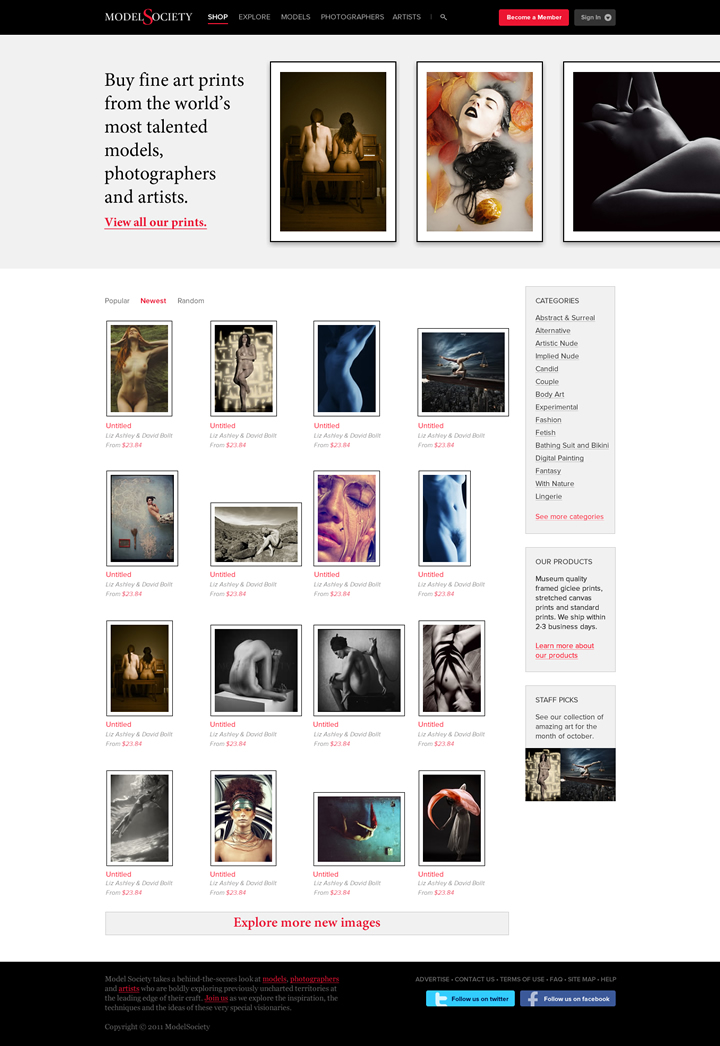 MODELSOCIETY
SHOP EXPLORE MODELS PHOTOGRAPHERS ARTISTS
Become a Member
Sign In
Buy fine art prints
from the world's
most talented
models,
photographers
and artists.
View all our prints.
Popular Newest Random
Untitled
Liz Ashley & David Bollt
From $23.84
Untitled
Liz Ashley & David Bollt
From $23.84
Untitled
Liz Ashley & David Bollt
From $23.84
Untitled
Liz Ashley & David Bollt
From $23.84
Untitled
Liz Ashley & David Bollt
From $23.84
Untitled
Liz Ashley & David Bollt
From $23.84
Untitled
Liz Ashley & David Bollt
From $23.84
Untitled
Liz Ashley & David Bollt
From $23.84
Untitled
Liz Ashley & David Bollt
From $23.84
Untitled
Liz Ashley & David Bollt
From $23.84
Untitled
Liz Ashley & David Bollt
From $23.84
Untitled
Liz Ashley & David Bollt
From $23.84
Untitled
Liz Ashley & David Bollt
From $23.84
Untitled
Liz Ashley & David Bollt
From $23.84
Untitled
Liz Ashley & David Bollt
From $23.84
Untitled
Liz Ashley & David Bollt
From $23.84
Explore more new images
CATEGORIES
Abstract & Surreal
Alternative
Artistic Nude
Implied Nude
Candid
Couple
Body Art
Experimental
Fashion
Fetish
Bathing Suit and Bikini
Digital Painting
Fantasy
With Nature
Lingerie
See more categories
OUR PRODUCTS
Museum quality
framed giclee prints,
stretched canvas
prints and standard
prints. We ship within
2-3 business days.
Learn more about
our products
STAFF PICKS
See our collection of
amazing art for the
month of october.
Model Society takes a behind-the-scenes look at models, photographers
and artists who are boldly exploring previously uncharted territories at
the leading edge of their craft. Join us as we explore the inspiration, the
techniques and the ideas of these very special visionaries.
Copyright © 2011 ModelSociety
ADVERTISE • CONTACT US • TERMS OF USE • FAQ • SITE MAP • HELP
Follow us on twitter
Follow us on facebook